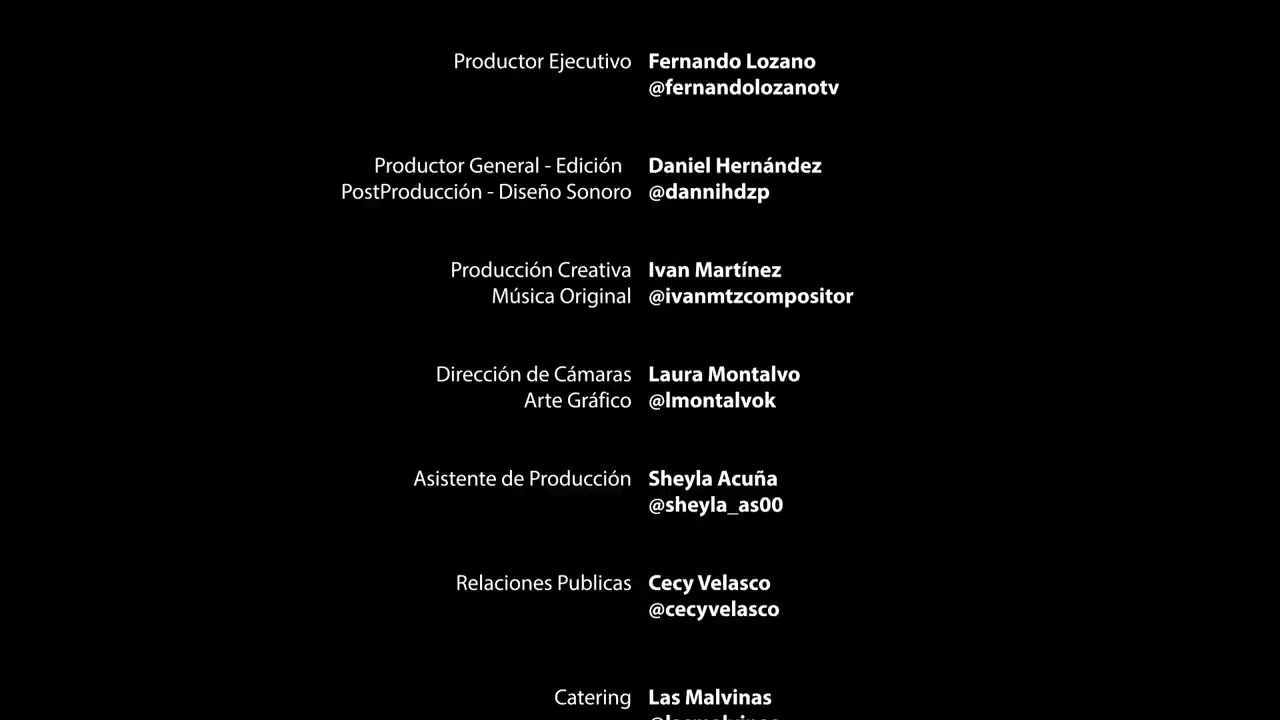 Productor Ejecutivo Fernando Lozano
@fernandolozanotv
Productor General - Edición Daniel Hernández
PostProducción - Diseño Sonoro @dannihdzp
Producción Creativa Ivan Martínez
Música Original @ivanmtzcompositor
Dirección de Cámaras Laura Montalvo
Arte Gráfico @lmontalvok
Asistente de Producción Sheyla Acuña
@sheyla_as00
Relaciones Publicas Cecy Velasco
@cecyvelasco
Catering Las Malvinas